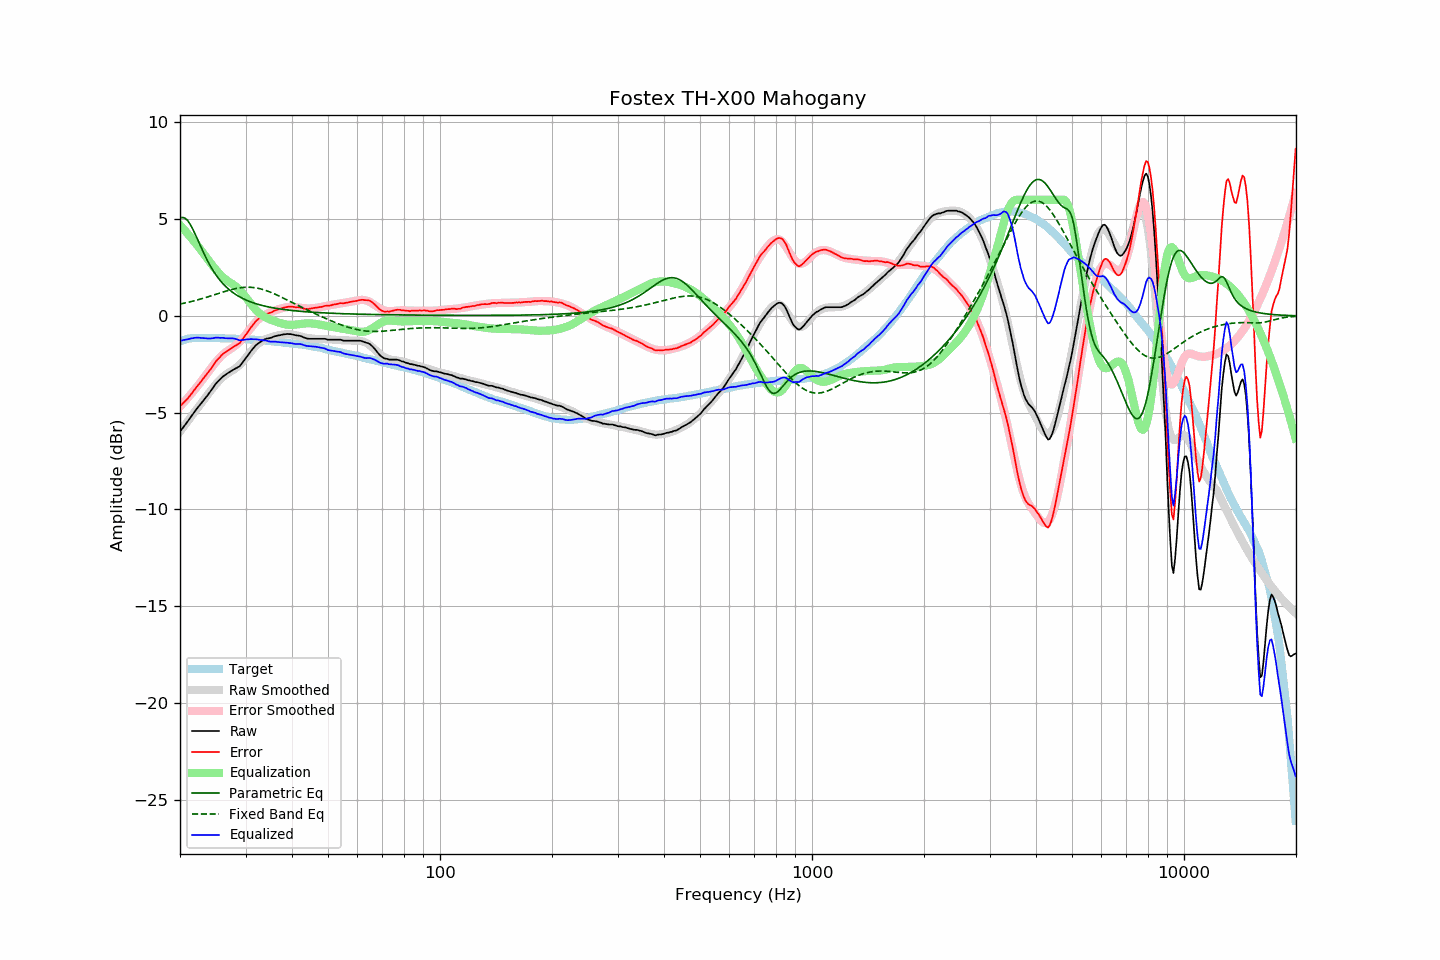 Fostex TH-X00 Mahogany
10
5
0
−5
−10
−15
−20
−25
Amplitude (dBr)
100
1000
10000
Frequency (Hz)
Target
Raw Smoothed
Error Smoothed
Raw
Error
Equalization
Parametric Eq
Fixed Band Eq
Equalized